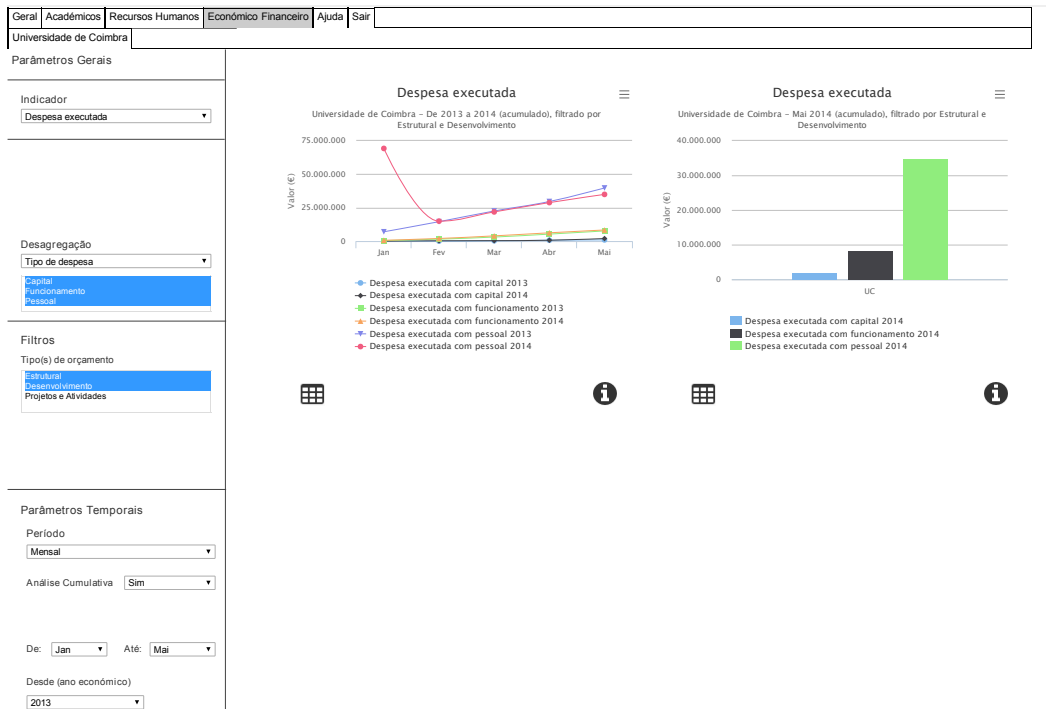 Geral Académicos Recursos Humanos Económico Financeiro Ajuda Sair
Universidade de Coimbra
Parâmetros Gerais
Indicador
Despesa executada
Desagregação
Tipo de despesa
Capital
Funcionamento
Pessoal
Filtros
Tipo(s) de orçamento
Estrutural
Desenvolvimento
Projetos e Atividades
Parâmetros Temporais
Período
Mensal
Análise Cumulativa Sim
De: Jan Até: Mai
Desde (ano económico)
2013
Despesa executada
Universidade de Coimbra - De 2013 a 2014 (acumulado), filtrado por
Estrutural e Desenvolvimento
Valor (€)
75.000.000
50.000.000
25.000.000
0
Jan Fev Mar Abr Mai
Despesa executada com capital 2013
Despesa executada com capital 2014
Despesa executada com funcionamento 2013
Despesa executada com funcionamento 2014
Despesa executada com pessoal 2013
Despesa executada com pessoal 2014
Despesa executada
Universidade de Coimbra - Mai 2014 (acumulado), filtrado por Estrutural e
Desenvolvimento
Valor (€)
40.000.000
30.000.000
20.000.000
10.000.000
0
UC
Despesa executada com capital 2014
Despesa executada com funcionamento 2014
Despesa executada com pessoal 2014